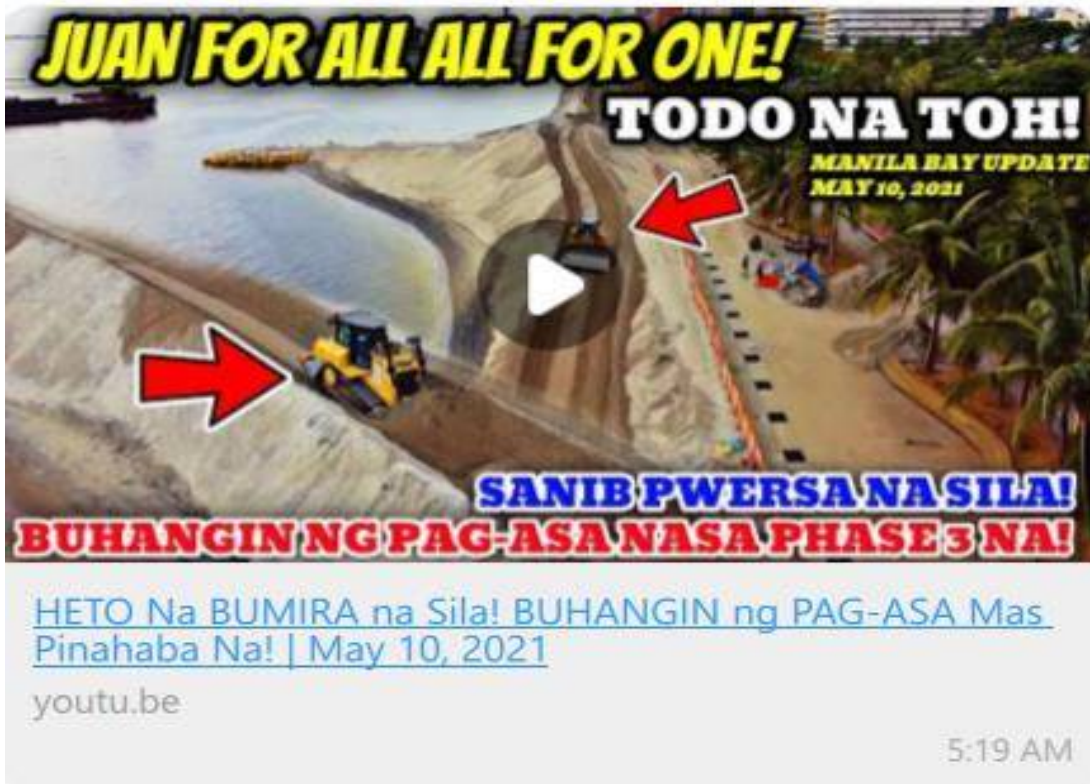 JUAN FOR ALL ALL FOR ONE!
TODO NA TOH!
MANILA BAY UPDATE
MAY 10, 2021
SANIB PWERSA NA SILA!
BUHANGIN NG PAG-ASA NASA PHASE 3 NA!
HETO Na BUMIRA na Sila! BUHANGIN ng PAG-ASA Mas
Pinahaba Na! | May 10, 2021
youtu.be
5:19 AM